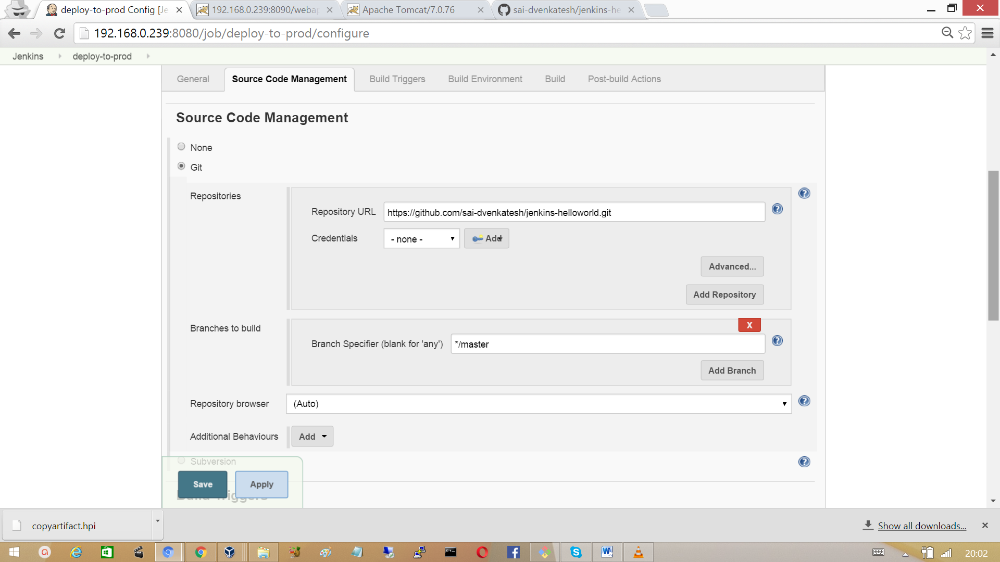 deploy-to-prod Config [Je
192.168.0.239:8090/weba
Apache Tomcat/7.0.76
sai-dvenkatesh/jenkins-he
192.168.0.239:8080/job/deploy-to-prod/configure
Jenkins deploy-to-prod
General Source Code Management Build Triggers Build Environment Build Post-build Actions
Source Code Management
None
Git
Repositories
Repository URL https://github.com/sai-dvenkatesh/jenkins-helloworld.git
Credentials - none - Add
Advanced...
Add Repository
Branches to build
X
Branch Specifier (blank for 'any') */master
Add Branch
Repository browser (Auto)
Additional Behaviours Add
Subversion
Save Apply
Build Triggers
copyartifact.hpi
Show all downloads...
20:02